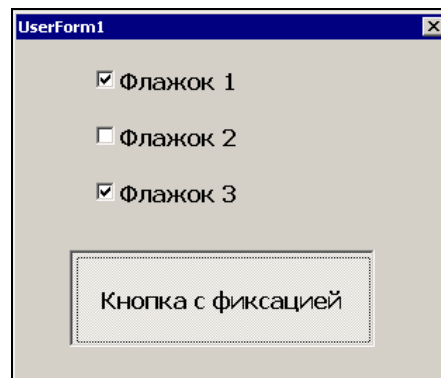 UserForm1
Флажок 1
Флажок 2
Флажок 3
Кнопка с фиксацией